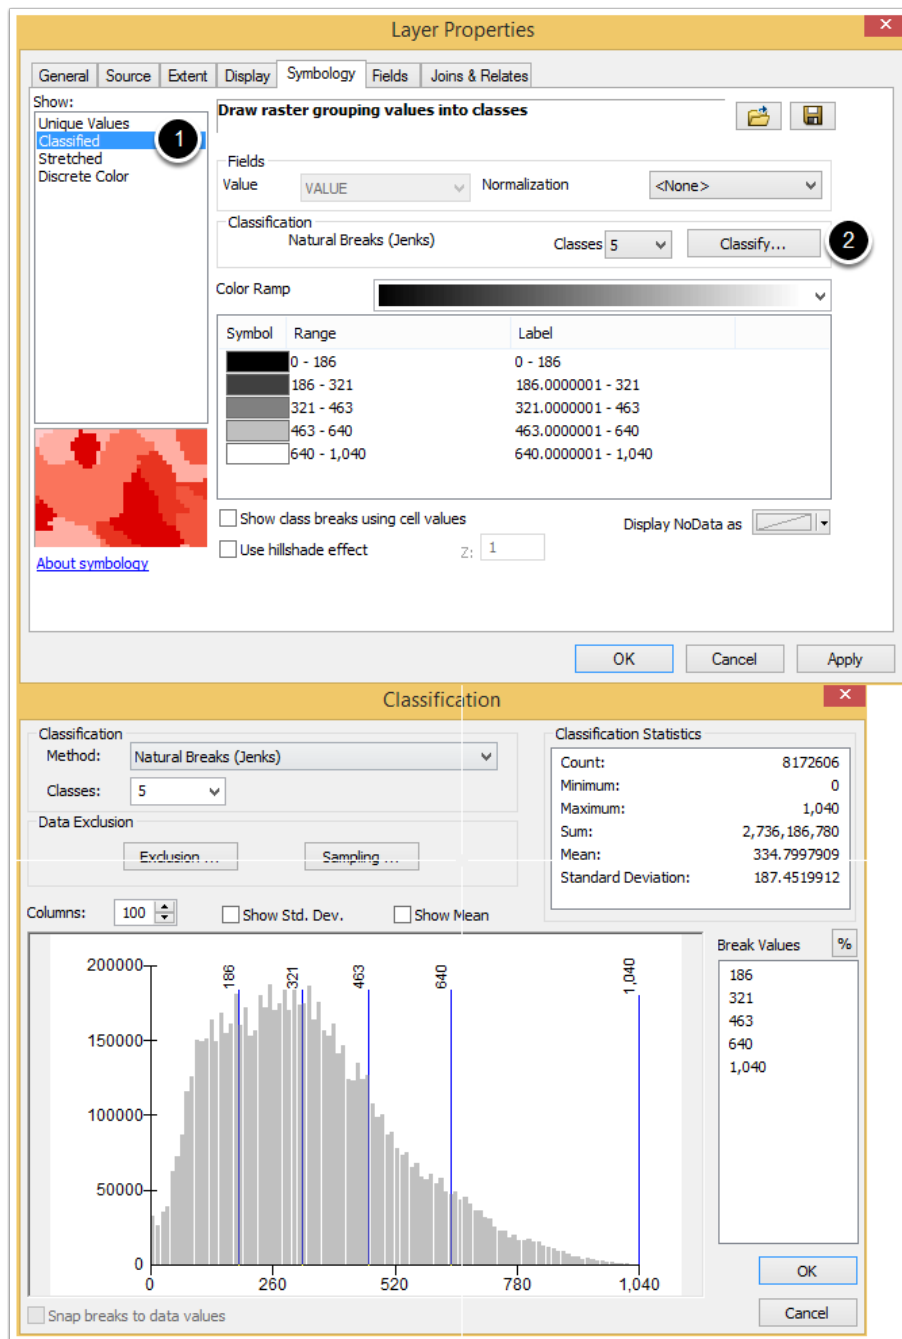 Layer Properties
×
General Source Extent Display Symbology Fields Joins & Relates
Show:
Unique Values
Classified
Stretched
Discrete Color
1
Draw raster grouping values into classes
Fields
Value VALUE Normalization <None>
Classification
Natural Breaks (Jenks) Classes 5 Classify... 2
Color Ramp
Symbol Range Label
0 - 186 0 - 186
186 - 321 186.0000001 - 321
321 - 463 321.0000001 - 463
463 - 640 463.0000001 - 640
640 - 1,040 640.0000001 - 1,040
Show class breaks using cell values Display NoData as
Use hillshade effect Z: 1
About symbology
OK Cancel Apply
Classification
×
Classification
Method: Natural Breaks (Jenks)
Classes: 5
Data Exclusion
Exclusion ... Sampling ...
Classification Statistics
Count: 8172606
Minimum: 0
Maximum: 1,040
Sum: 2,736,186,780
Mean: 334.7997909
Standard Deviation: 187.4519912
Columns: 100 Show Std. Dev. Show Mean
Break Values %
186
321
463
640
1,040
186 321 463 640 1,040
200000
150000
100000
50000
0
0 260 520 780 1,040
OK
Cancel
Snap breaks to data values